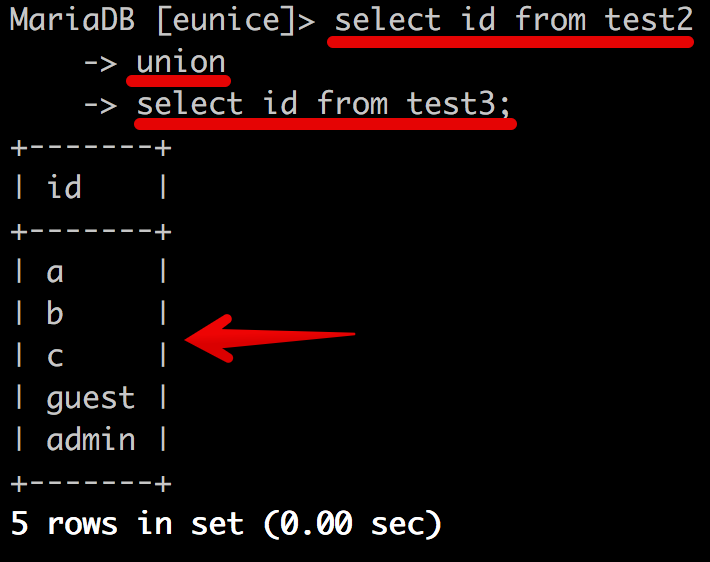 MariaDB [eunice]> select id from test2
    -> union
    -> select id from test3;
+-------+
| id    |
+-------+
| a     |
| b     |
| c     |
| guest |
| admin |
+-------+
5 rows in set (0.00 sec)